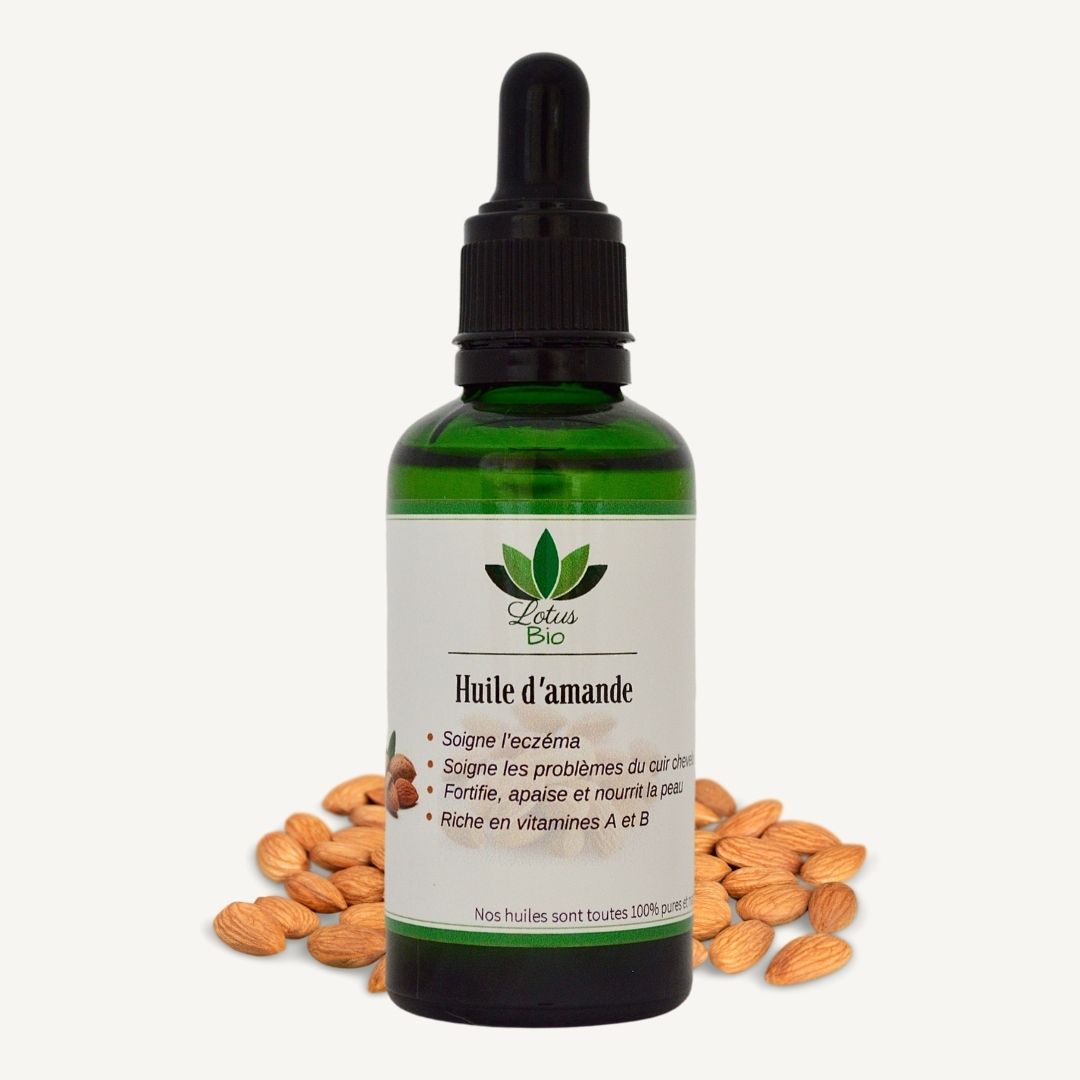 Lotus
Bio
Huile d'amande
• Soigne l'eczéma
• Soigne les problèmes du cuir
• Fortifie, apaise et nourrit la peau
• Riche en vitamines A et B
Nos huiles sont toutes 100% pures et